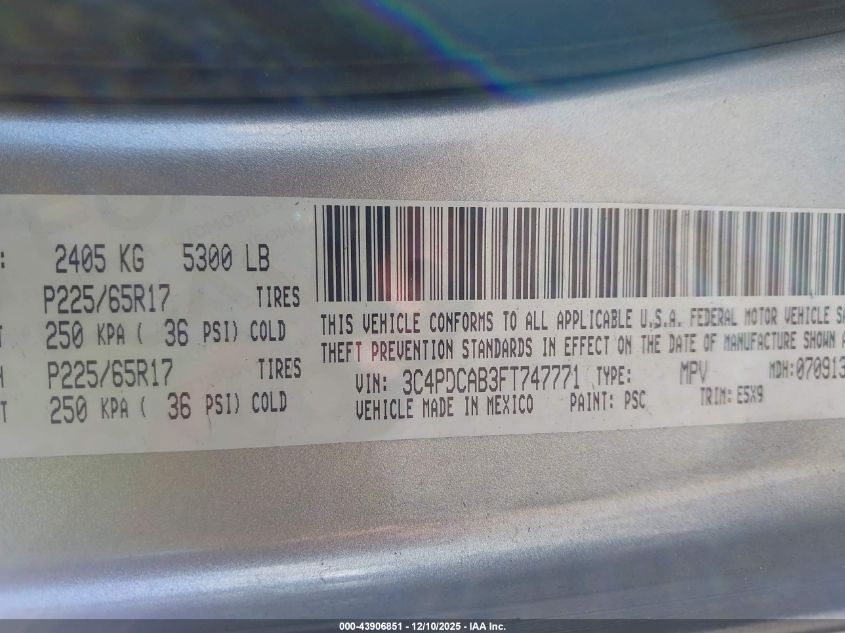 : 2405 KG 5300 LB
P225/65R17 TIRES
T 250 KPA ( 36 PSI) COLD
H P225/65R17 TIRES
T 250 KPA ( 36 PSI) COLD
THIS VEHICLE CONFORMS TO ALL APPLICABLE U.S.A. FEDERAL MOTOR VEHICLE SA
THEFT PREVENTION STANDARDS IN EFFECT ON THE DATE OF MANUFACTURE SHOWN A
VIN: 3C4PDCAB3FT747771 TYPE: MPV MDH:070913
VEHICLE MADE IN MEXICO PAINT: PSC TRIM: E5X9
000-43906851 - 12/10/2025 - IAA Inc.